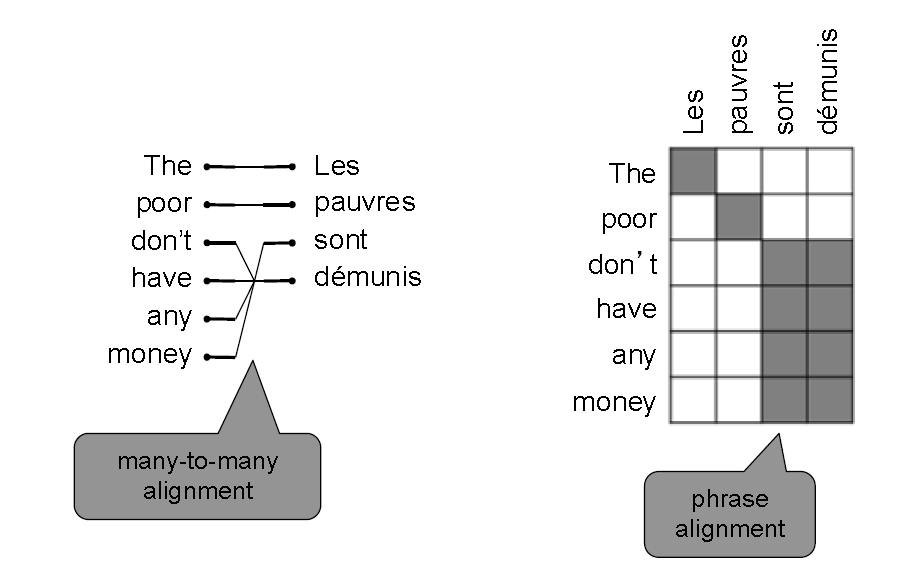 The Les
poor pauvres
don't sont
have démunis
any
money
many-to-many
alignment
Les
pauvres
sont
démunis
The
poor
don’t
have
any
money
phrase
alignment